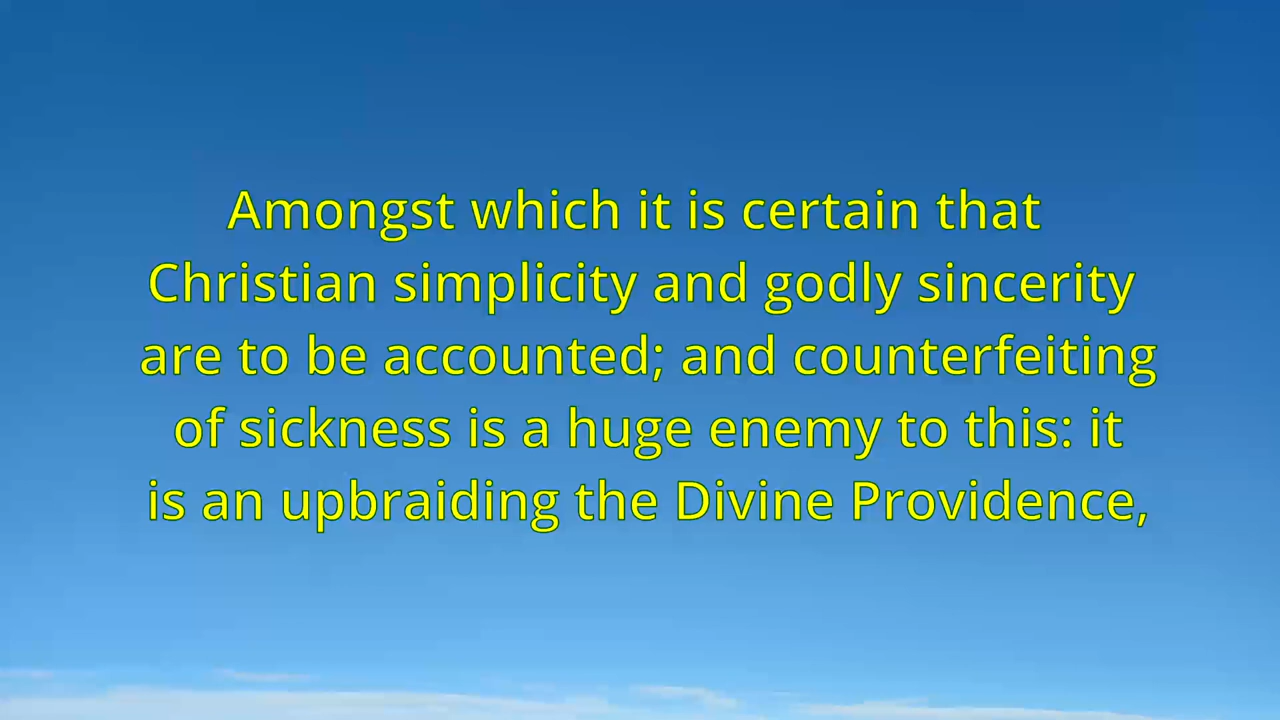 Amongst which it is certain that
Christian simplicity and godly sincerity
are to be accounted; and counterfeiting
of sickness is a huge enemy to this: it
is an upbraiding the Divine Providence,